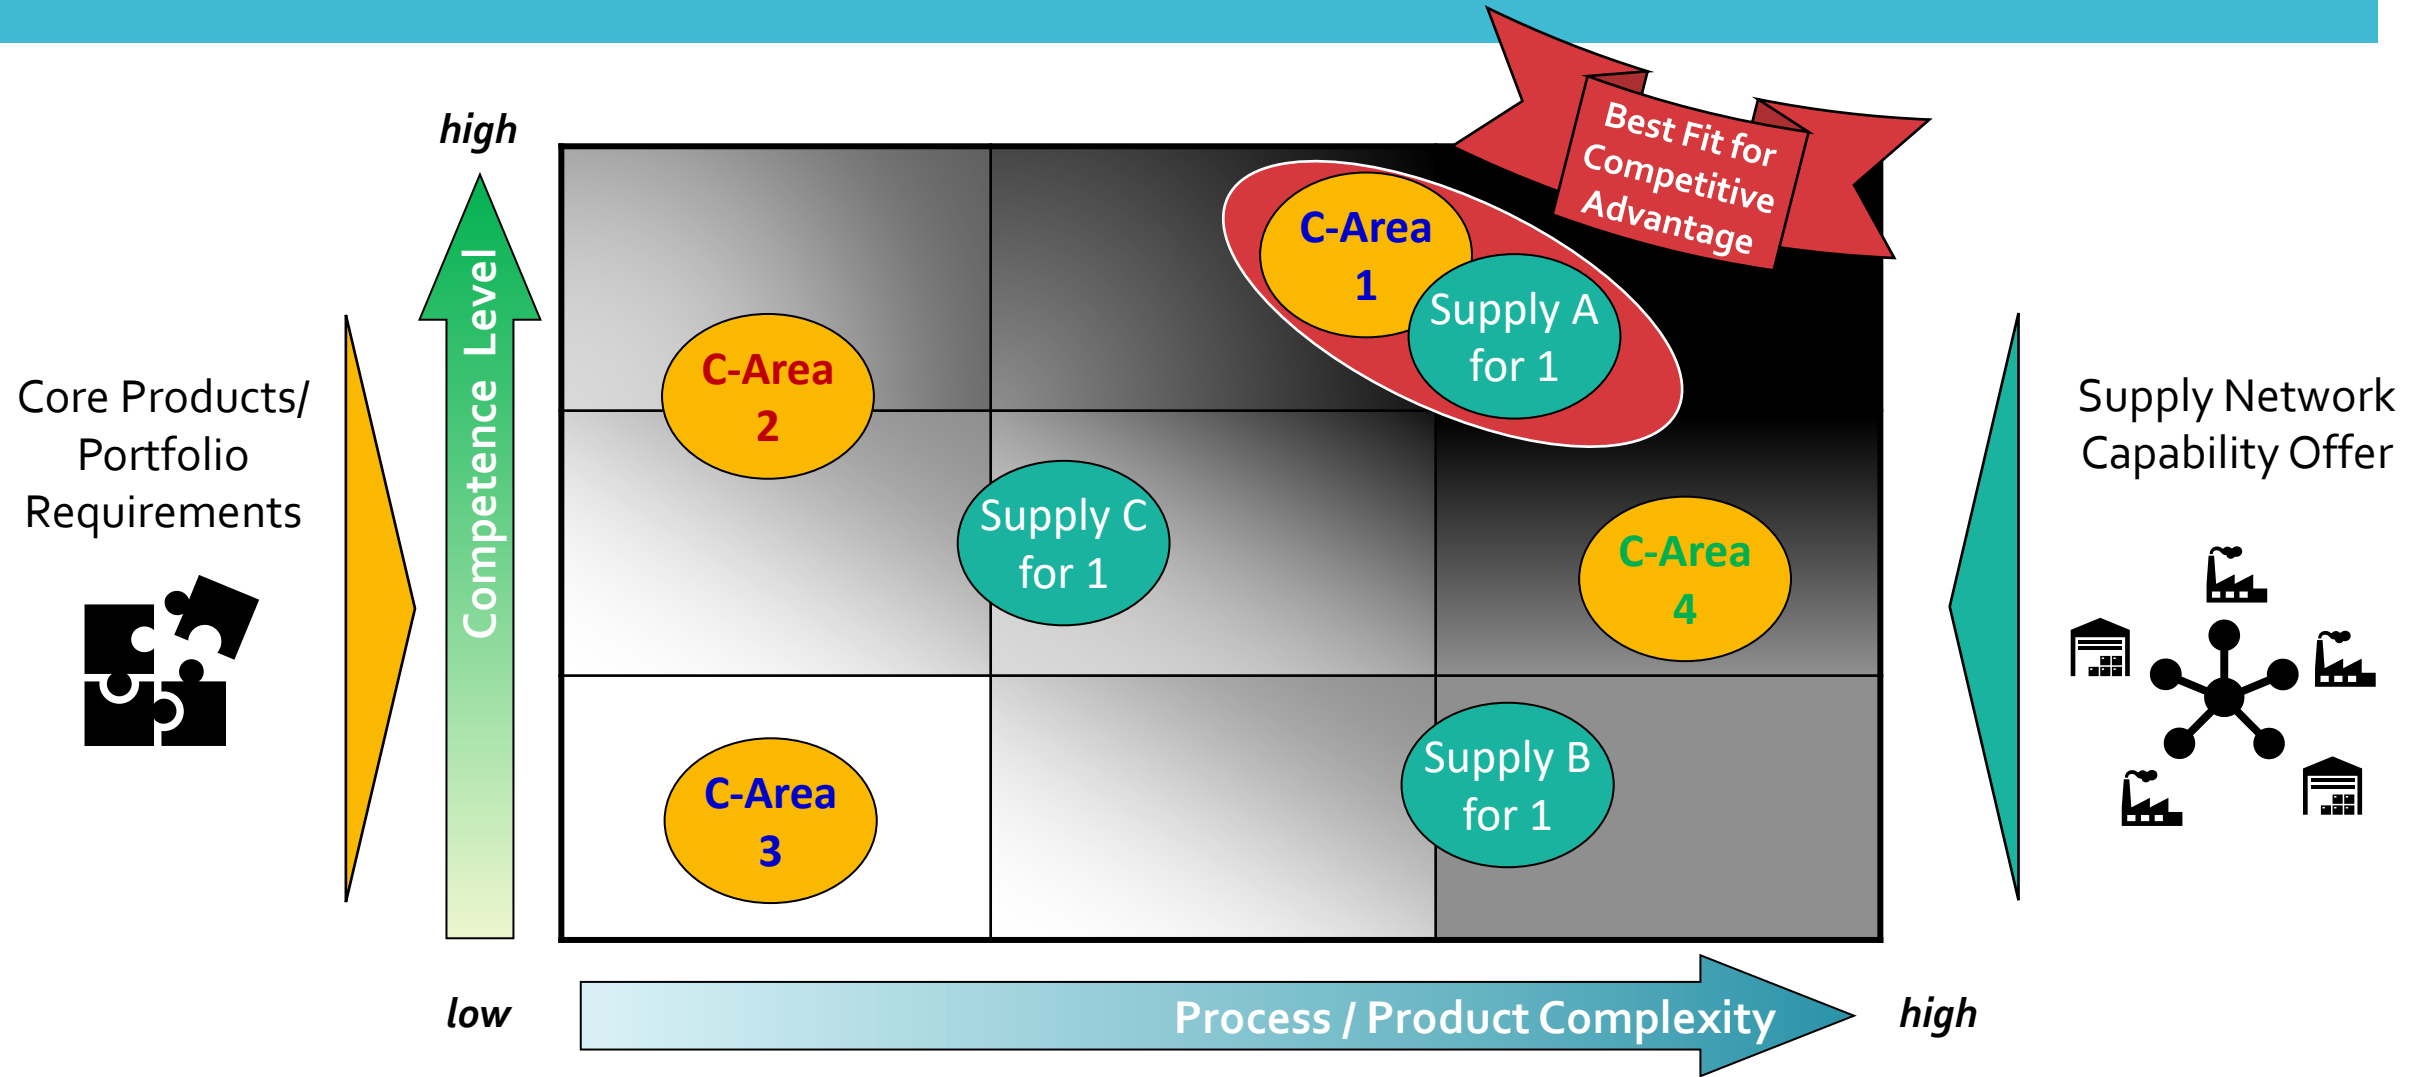 Best Fit for
Competitive
Advantage
high
Competence Level
Core Products/
Portfolio
Requirements
C-Area
1
Supply A
for 1
C-Area
2
Supply C
for 1
C-Area
4
C-Area
3
Supply B
for 1
Supply Network
Capability Offer
low
Process / Product Complexity
high